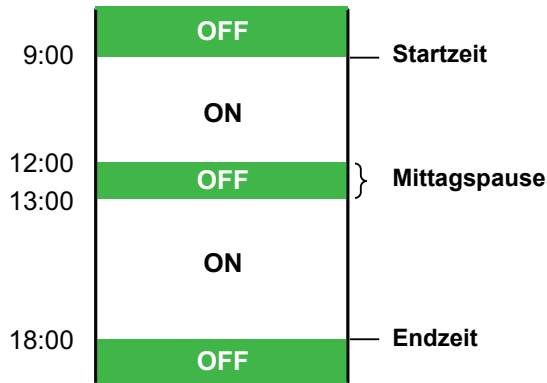 OFF
9:00 Startzeit
ON
12:00
OFF Mittagspause
13:00
ON
18:00 Endzeit
OFF